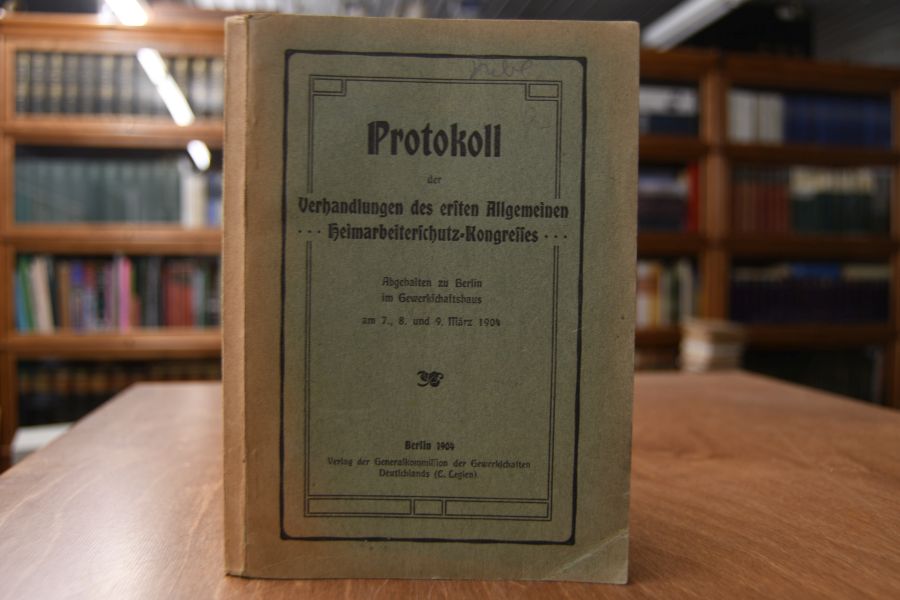 Protokoll
der
Verhandlungen des erſten Allgemeinen
··· Heimarbeiterſchutz-Kongreſſes ···
Abgehalten zu Berlin
im Gewerkſchaftshaus
am 7., 8. und 9. März 1904
Berlin 1904
Verlag der Generalkommiſſion der Gewerkſchaften
Deutſchlands (C. Legien)